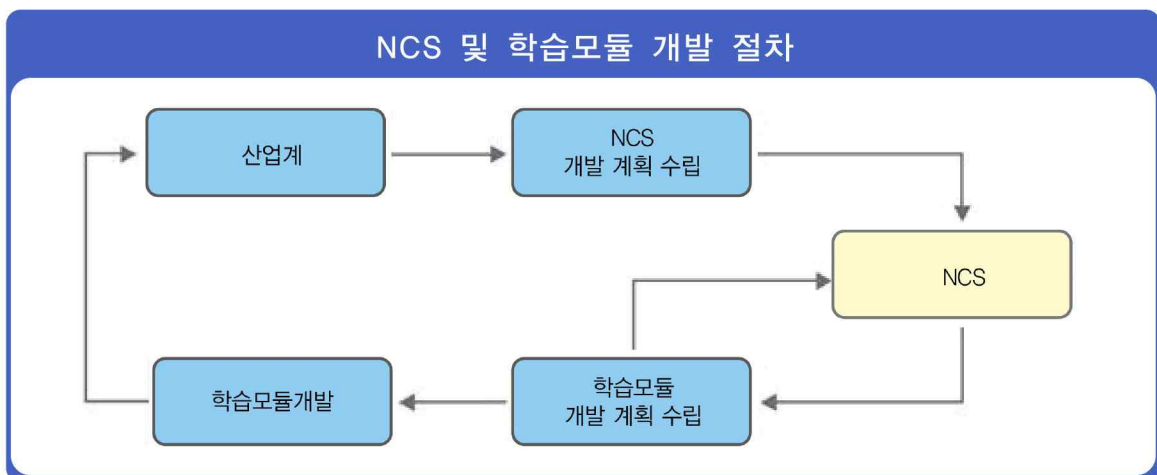 NCS 및 학습모듈 개발 절차
산업계
NCS
개발 계획 수립
NCS
학습모듈개발
학습모듈
개발 계획 수립